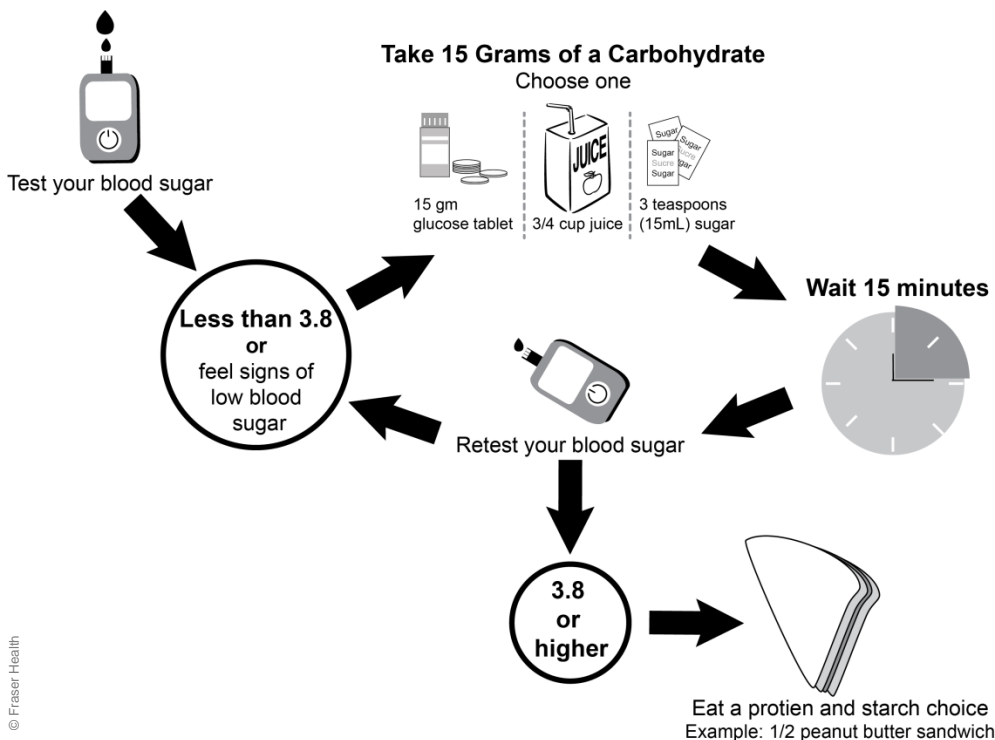 Test your blood sugar
Take 15 Grams of a Carbohydrate
Choose one
JUICE
Sugar
Sugar
Sucre
Sugar
Sucre
Sugar
15 gm
glucose tablet
3/4 cup juice
3 teaspoons
(15mL) sugar
Wait 15 minutes
Less than 3.8
or
feel signs of
low blood
sugar
Retest your blood sugar
3.8
or
higher
Eat a protien and starch choice
Example: 1/2 peanut butter sandwich
© Fraser Health